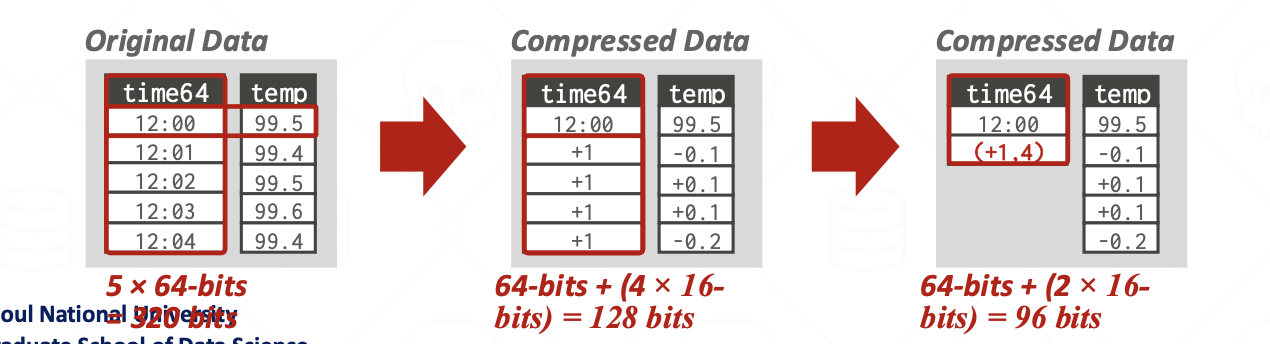 Original Data
time64 temp
12:00 99.5
12:01 99.4
12:02 99.5
12:03 99.6
12:04 99.4
5 × 64-bits
= 320 bits
Compressed Data
time64 temp
12:00 99.5
+1 -0.1
+1 +0.1
+1 +0.1
+1 -0.2
64-bits + (4 × 16-
bits) = 128 bits
Compressed Data
time64 temp
12:00 99.5
(+1,4) -0.1
+0.1
+0.1
-0.2
64-bits + (2 × 16-
bits) = 96 bits
oul National University
raduate School of Data Science